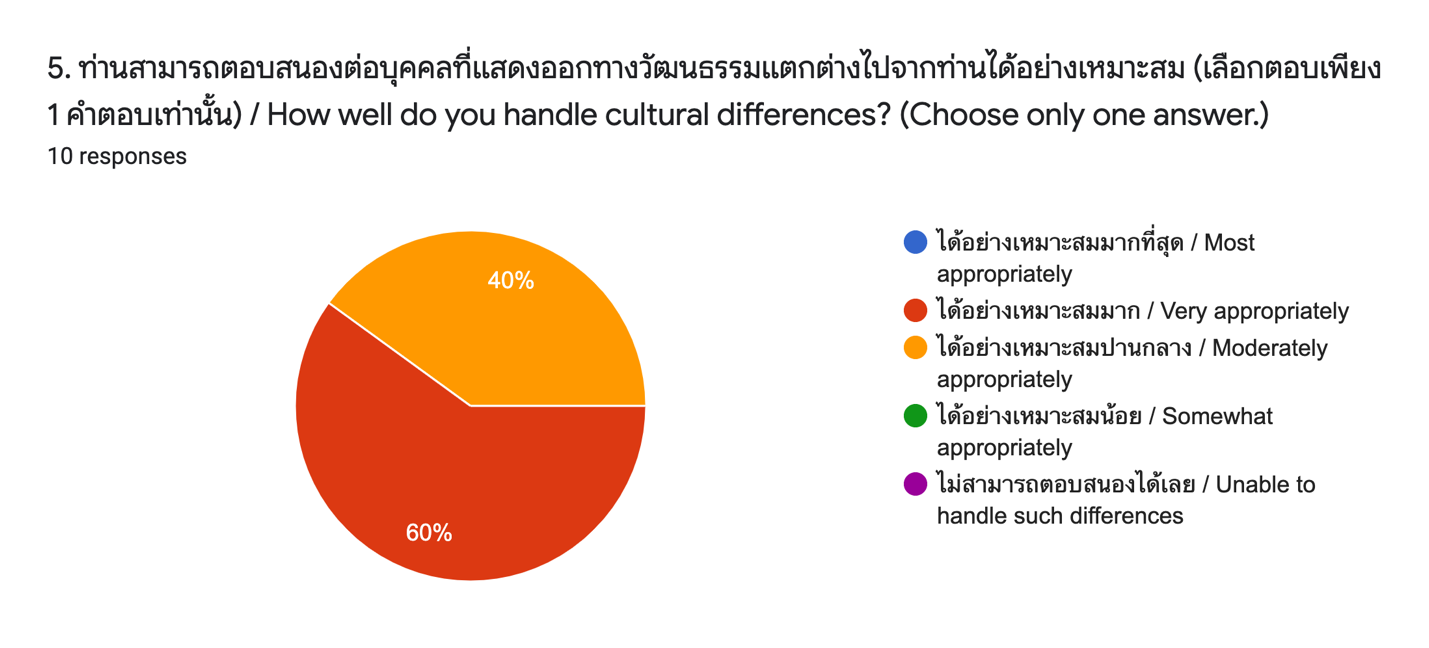 5. ท่านสามารถตอบสนองต่อบุคคลที่แสดงออกทางวัฒนธรรมแตกต่างไปจากท่านได้อย่างเหมาะสม (เลือกตอบเพียง
1 คำตอบเท่านั้น) / How well do you handle cultural differences? (Choose only one answer.)
10 responses
40%
60%
ได้อย่างเหมาะสมมากที่สุด / Most
appropriately
ได้อย่างเหมาะสมมาก / Very appropriately
ได้อย่างเหมาะสมปานกลาง / Moderately
appropriately
ได้อย่างเหมาะสมน้อย / Somewhat
appropriately
ไม่สามารถตอบสนองได้เลย / Unable to
handle such differences